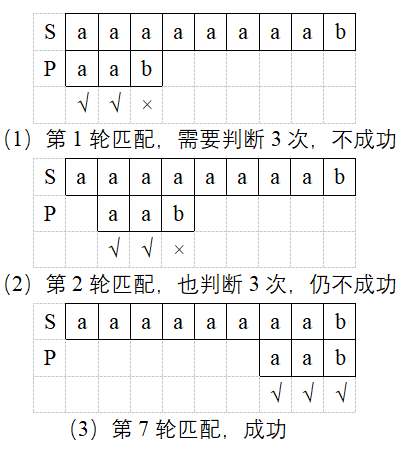 S a a a a a a a a b
P a a b
√ √ ×
（1）第 1 轮匹配，需要判断 3 次，不成功
S a a a a a a a a b
P a a b
√ √ ×
（2）第 2 轮匹配，也判断 3 次，仍不成功
S a a a a a a a a b
P a a b
√ √ √
（3）第 7 轮匹配，成功